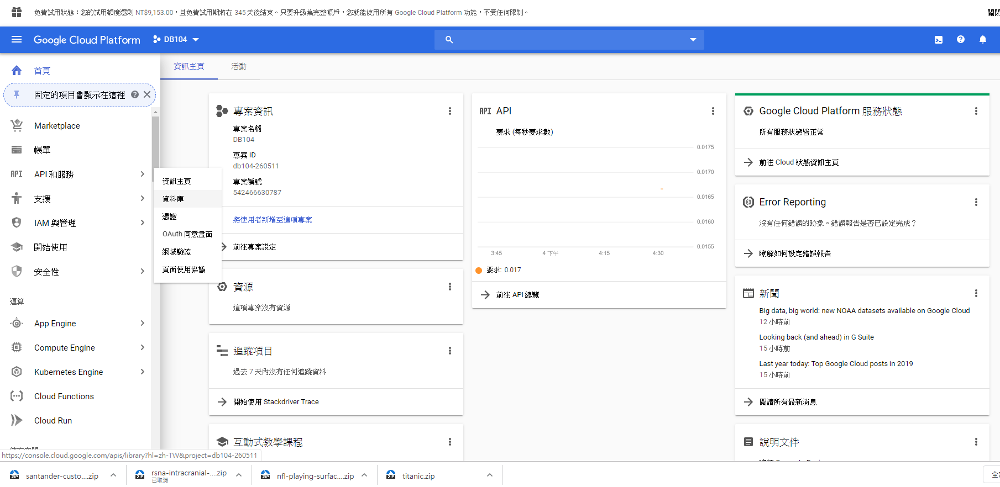 免費試用狀態：您的試用額度還剩 NT$9,153.00，且免費試用期將在 345 天後結束。只要升級為完整帳戶，您就能使用所有 Google Cloud Platform 功能，不受任何限制。
關閉
Google Cloud Platform
DB104
首頁
固定的項目會顯示在這裡
Marketplace
帳單
API 和服務
支援
IAM 與管理
開始使用
安全性
運算
App Engine
Compute Engine
Kubernetes Engine
Cloud Functions
Cloud Run
資訊主頁
資料庫
憑證
OAuth 同意畫面
網域驗證
頁面使用協議
資訊主頁
活動
專案資訊
專案名稱
DB104
專案 ID
db104-260511
專案編號
542466630787
將使用者新增至這項專案
前往專案設定
資源
這項專案沒有資源
追蹤項目
過去 7 天內沒有任何追蹤資料
開始使用 Stackdriver Trace
互動式教學課程
API
API
要求 (每秒要求數)
0.0175
0.0170
0.0165
0.0160
0.0155
3:45
4 下午
4:15
4:30
要求: 0.017
前往 API 總覽
Google Cloud Platform 服務狀態
所有服務狀態皆正常
前往 Cloud 狀態資訊主頁
Error Reporting
沒有任何錯誤的跡象。錯誤報告是否已設定完成？
瞭解如何設定錯誤報告
新聞
Big data, big world: new NOAA datasets available on Google Cloud
12 小時前
Looking back (and ahead) in G Suite
15 小時前
Last year today: Top Google Cloud posts in 2019
15 小時前
閱讀所有最新消息
說明文件
https://console.cloud.google.com/apis/library?hl=zh-TW&project=db104-260511
santander-custo....zip
rsna-intracranial-....zip
已取消
nfl-playing-surfac....zip
titanic.zip